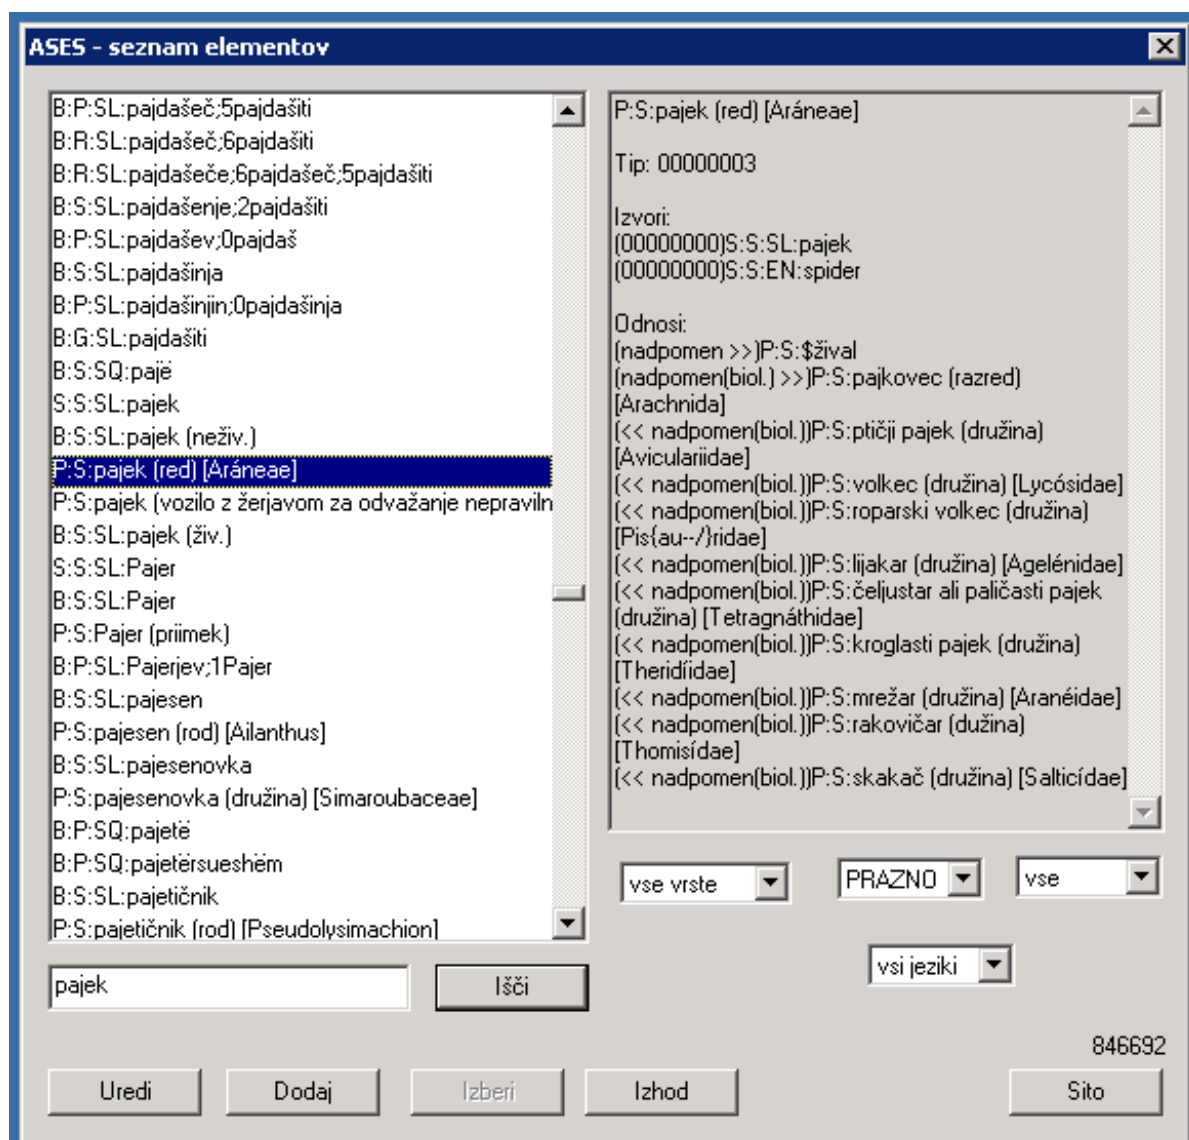 ASES - seznam elementov
B:P:SL:pajdašeč;5pajdašiti
B:R:SL:pajdašeč;6pajdašiti
B:R:SL:pajdašeče;6pajdašeč;5pajdašiti
B:S:SL:pajdašenje;2pajdašiti
B:P:SL:pajdašev;0pajdaš
B:S:SL:pajdašinja
B:P:SL:pajdašinjin;0pajdašinja
B:G:SL:pajdašiti
B:S:SQ:pajë
S:S:SL:pajek
B:S:SL:pajek (neživ.)
P:S:pajek (red) [Aráneae]
P:S:pajek (vozilo z žerjavom za odvažanje nepraviln
B:S:SL:pajek (živ.)
S:S:SL:Pajer
B:S:SL:Pajer
P:S:Pajer (priimek)
B:P:SL:Pajerjev;1Pajer
B:S:SL:pajesen
P:S:pajesen (rod) [Ailanthus]
B:S:SL:pajesenovka
P:S:pajesenovka (družina) [Simaroubaceae]
B:P:SQ:pajetë
B:P:SQ:pajetërsueshëm
B:S:SL:pajetičnik
P:S:pajetičnik (rod) [Pseudolysimachion]
P:S:pajek (red) [Aráneae]
Tip: 00000003
Izvori:
(00000000)S:S:SL:pajek
(00000000)S:S:EN:spider
Odnosi:
(nadpomen >>)P:S:$žival
(nadpomen(biol.) >>)P:S:pajkovec (razred)
[Arachnida]
(<< nadpomen(biol.))P:S:ptičji pajek (družina)
[Aviculariidae]
(<< nadpomen(biol.))P:S:volkec (družina) [Lycósidae]
(<< nadpomen(biol.))P:S:roparski volkec (družina)
[Pis{au--/}ridae]
(<< nadpomen(biol.))P:S:lijakar (družina) [Agelénidae]
(<< nadpomen(biol.))P:S:čeljustar ali paličasti pajek
(družina) [Tetragnáthidae]
(<< nadpomen(biol.))P:S:kroglasti pajek (družina)
[Theridíidae]
(<< nadpomen(biol.))P:S:mrežar (družina) [Aranéidae]
(<< nadpomen(biol.))P:S:rakovičar (dužina)
[Thomisídae]
(<< nadpomen(biol.))P:S:skakač (družina) [Salticídae]
vse vrste
PRAZNO
vse
vsi jeziki
pajek
Išči
846692
Uredi
Dodaj
Izberi
Izhod
Sito